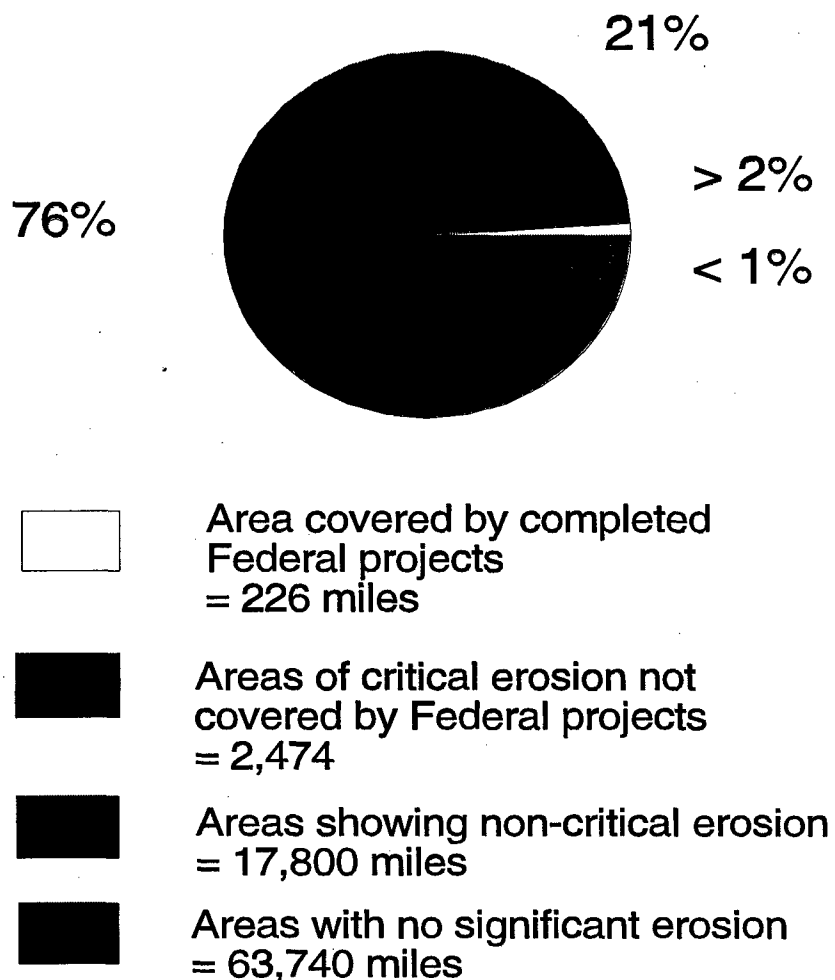 21%
> 2%
76%
< 1%
Area covered by completed
Federal projects
= 226 miles
Areas of critical erosion not
covered by Federal projects
= 2,474
Areas showing non-critical erosion
= 17,800 miles
Areas with no significant erosion
= 63,740 miles